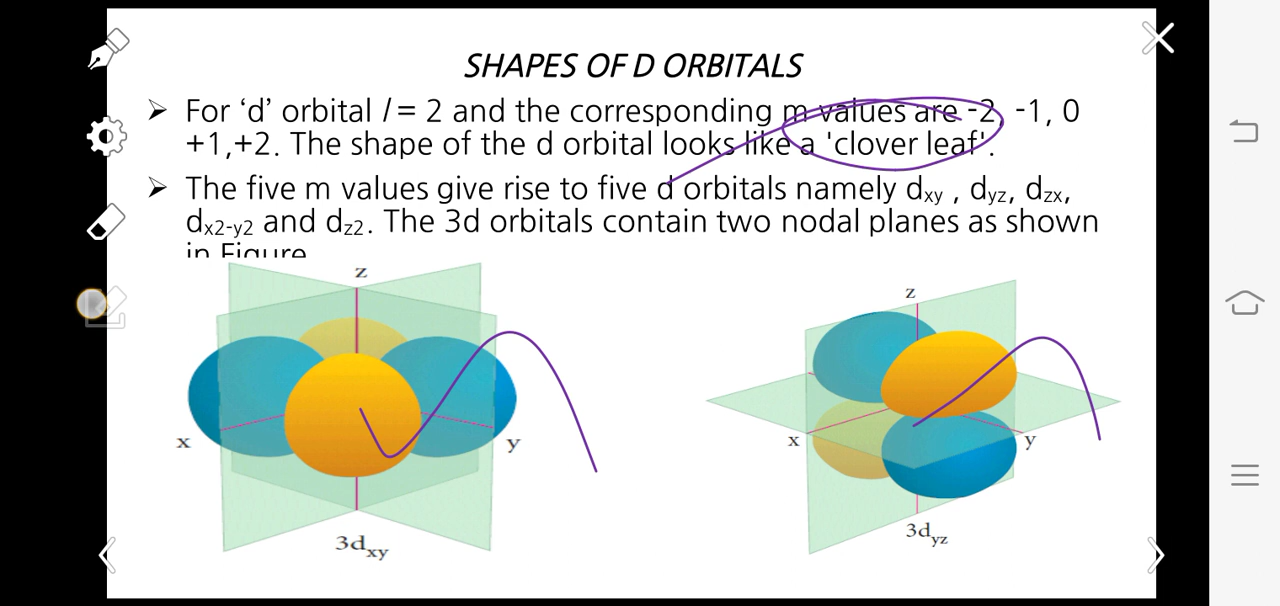 SHAPES OF D ORBITALS
➢ For ‘d’ orbital l = 2 and the corresponding m values are -2, -1, 0
+1,+2. The shape of the d orbital looks like a 'clover leaf'.
➢ The five m values give rise to five d orbitals namely dxy , dyz, dzx,
dx2-y2 and dz2. The 3d orbitals contain two nodal planes as shown
in Figure
z
x
y
3dxy
z
x
y
3dyz